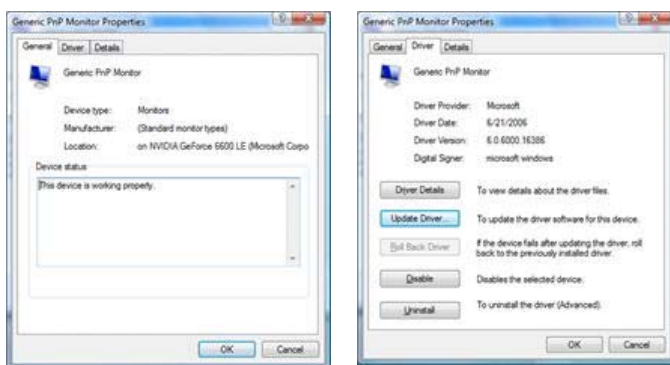 Generic PnP Monitor Properties
General Driver Details
Generic PnP Monitor
Device type: Monitors
Manufacturer: (Standard monitor types)
Location: on NVIDIA GeForce 6600 LE (Microsoft Corpo
Device status
This device is working properly.
OK Cancel
Generic PnP Monitor Properties
General Driver Details
Generic PnP Monitor
Driver Provider: Microsoft
Driver Date: 6/21/2006
Driver Version: 6.0.6000.16386
Digital Signer: microsoft windows
Driver Details To view details about the driver files.
Update Driver... To update the driver software for this device.
Roll Back Driver If the device fails after updating the driver, roll
back to the previously installed driver.
Disable Disables the selected device.
Uninstall To uninstall the driver (Advanced).
OK Cancel